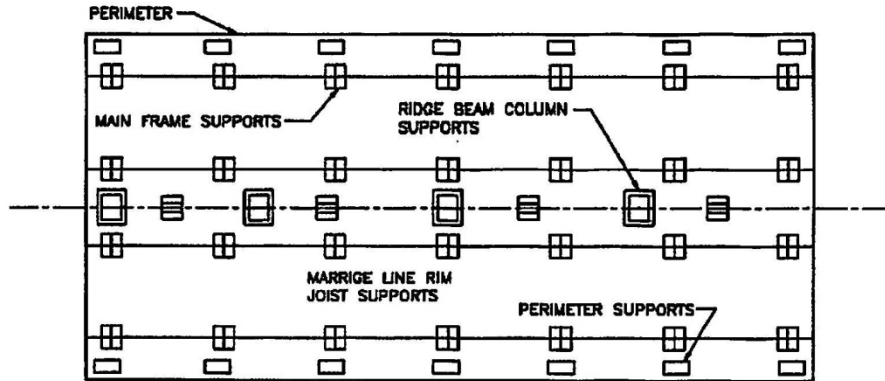 PERIMETER
MAIN FRAME SUPPORTS
RIDGE BEAM COLUMN
SUPPORTS
MARRIGE LINE RIM
JOIST SUPPORTS
PERIMETER SUPPORTS